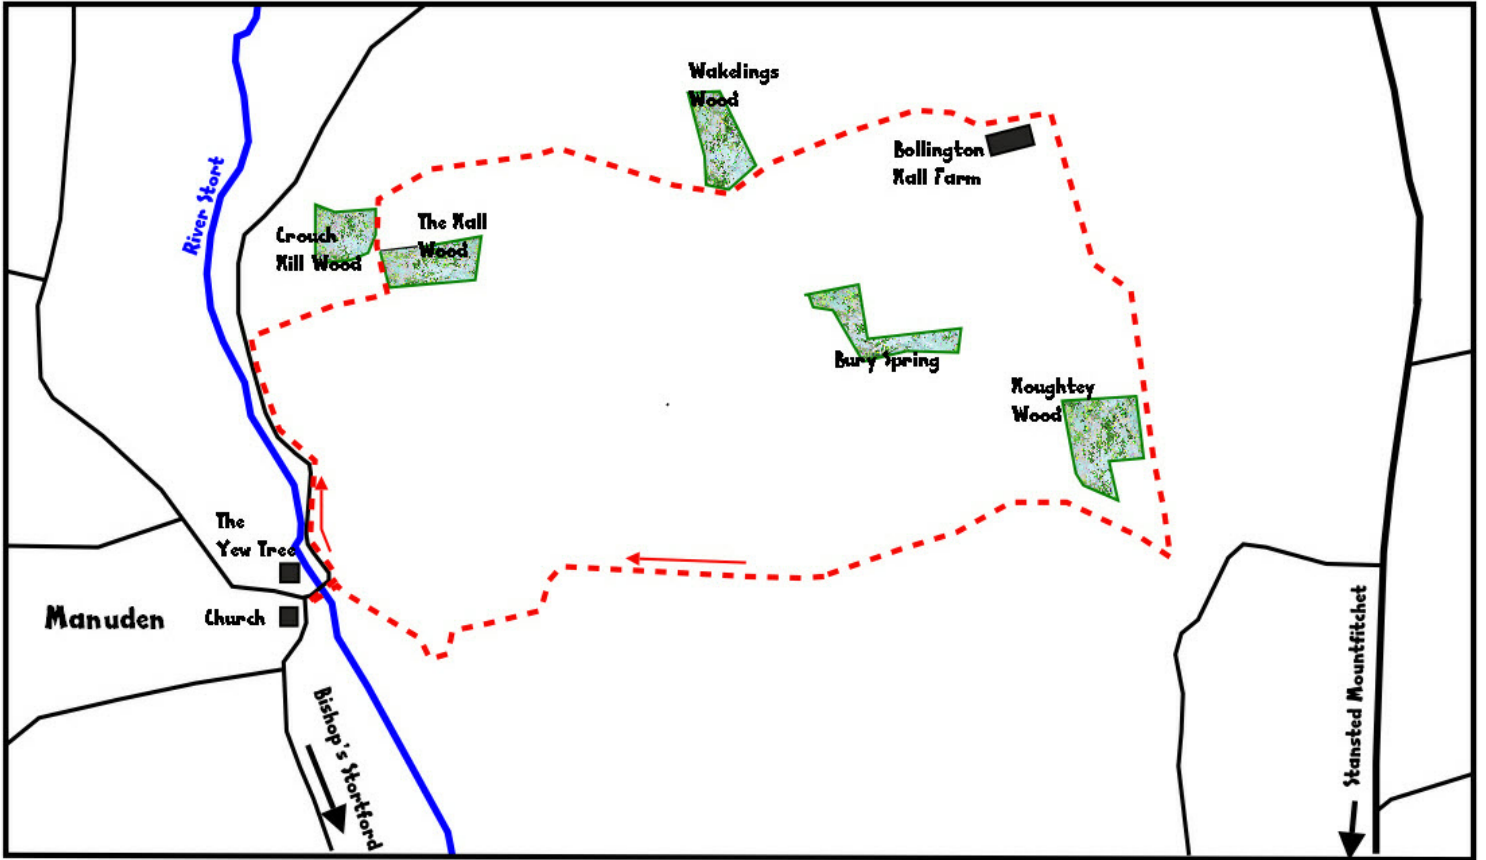 Wakelings
Wood
Bollington
Hall Farm
River Stort
The Hall
Wood
Crouch
Hill Wood
Bury Spring
Houghtey
Wood
The
Yew Tree
Manuden
Church
Bishop's Stortford
Stansted Mountfitchet